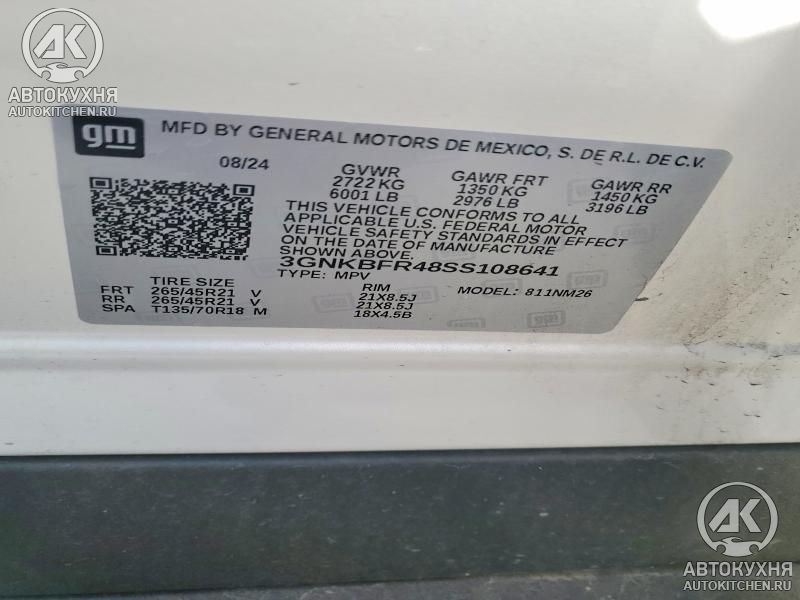 AK
АВТОКУХНЯ
AUTOKITCHEN.RU
gm MFD BY GENERAL MOTORS DE MEXICO, S. DE R.L. DE C.V.
08/24 GVWR GAWR FRT GAWR RR
2722 KG 1350 KG 1450 KG
6001 LB 2976 LB 3196 LB
THIS VEHICLE CONFORMS TO ALL
APPLICABLE U.S. FEDERAL MOTOR
VEHICLE SAFETY STANDARDS IN EFFECT
ON THE DATE OF MANUFACTURE
SHOWN ABOVE.
3GNKBFR48SS108641
TYPE: MPV MODEL: 811NM26
TIRE SIZE RIM
FRT 265/45R21 V 21X8.5J
RR 265/45R21 V 21X8.5J
SPA T135/70R18 M 18X4.5B
AK
АВТОКУХНЯ
AUTOKITCHEN.RU